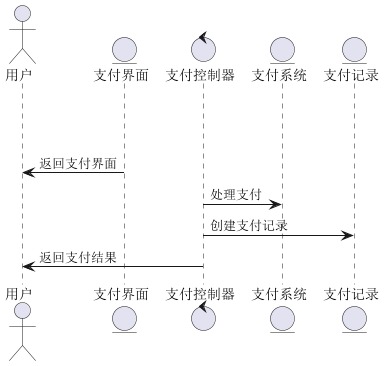 用户 支付界面 支付控制器 支付系统 支付记录
返回支付界面
处理支付
创建支付记录
返回支付结果
用户 支付界面 支付控制器 支付系统 支付记录